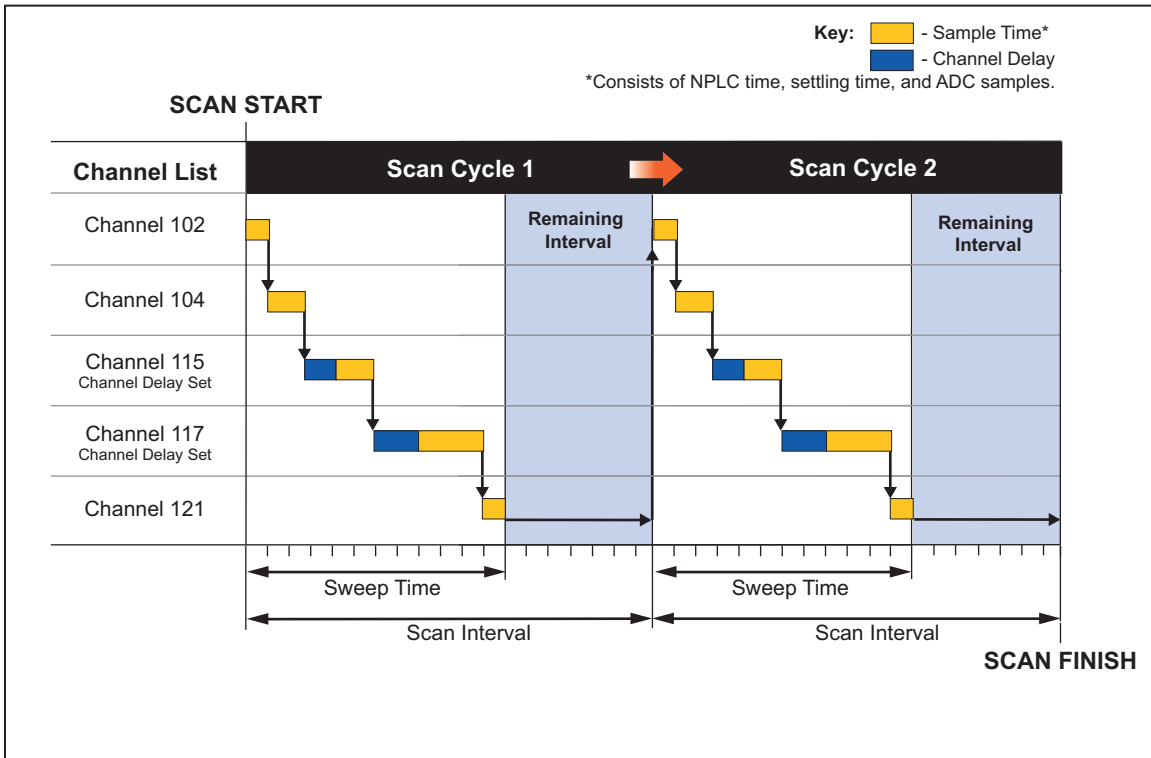 Key: - Sample Time*
- Channel Delay
*Consists of NPLC time, settling time, and ADC samples.
SCAN START
Channel List
Scan Cycle 1
Scan Cycle 2
Channel 102
Remaining
Interval
Remaining
Interval
Channel 104
Channel 115
Channel Delay Set
Channel 117
Channel Delay Set
Channel 121
Sweep Time
Sweep Time
Scan Interval
Scan Interval
SCAN FINISH